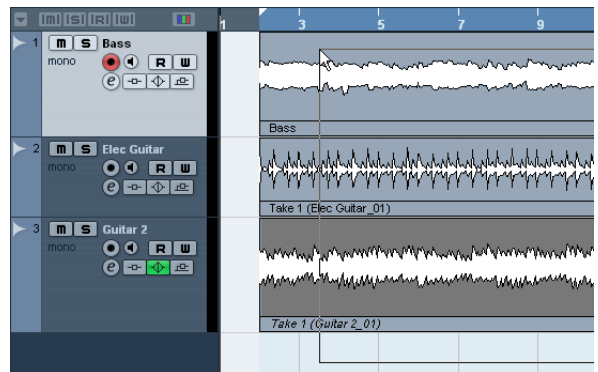 m S R W
1 3 5 7 9
1 m S Bass
mono R W
e
Bass
2 m S Elec Guitar
mono R W
e
Take 1 (Elec Guitar_01)
3 m S Guitar 2
mono R W
e
Take 1 (Guitar 2_01)